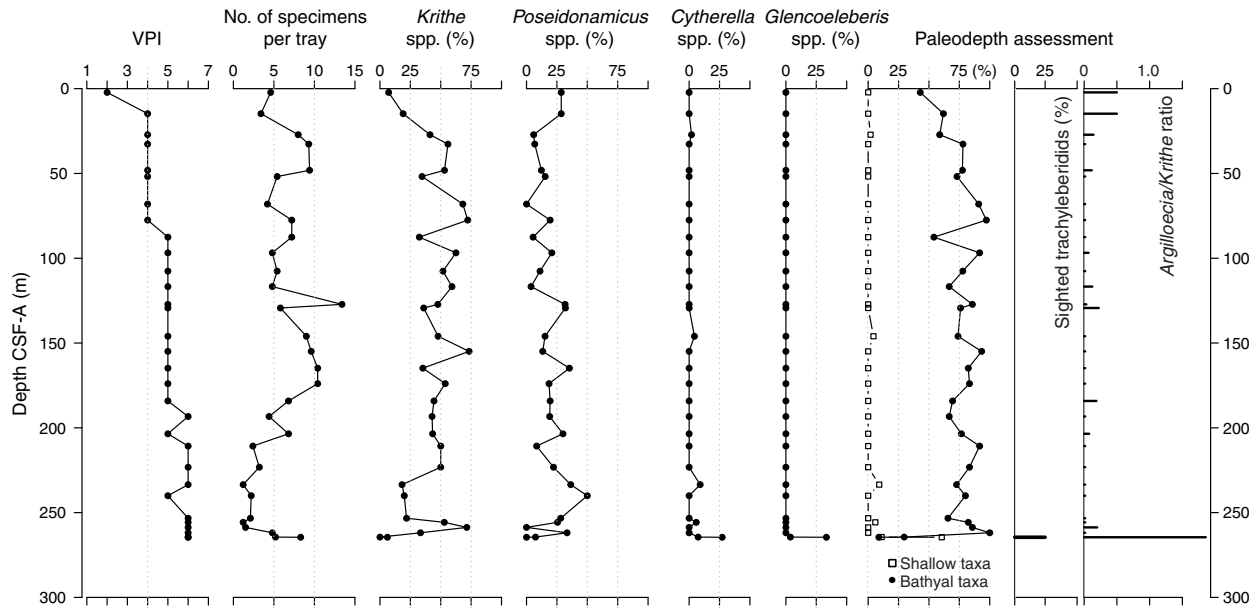 VPI
No. of specimens
per tray
Krithe
spp. (%)
Poseidonamicus
spp. (%)
Cytherella
spp. (%)
Glencoeleberis
spp. (%)
Paleodepth assessment
1 3 5 7
0 5 10 15
0 25 75
0 25 75
0 25
0 25
0 25 75 (%)
0 25
0 1.0
Depth CSF-A (m)
0
50
100
150
200
250
300
Sighted trachyleberidids (%)
Argilloecia/Krithe ratio
0
50
100
150
200
250
300
Shallow taxa
Bathyal taxa